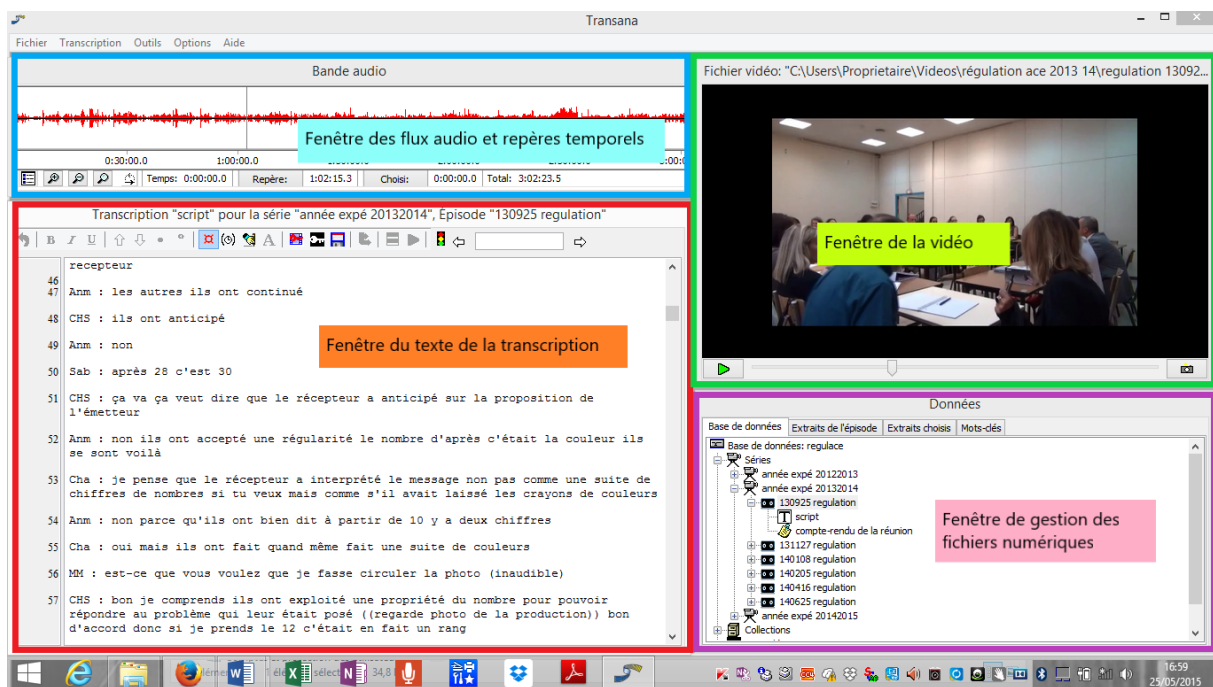 Transana
Fichier Transcription Outils Options Aide
Bande audio
Fenêtre des flux audio et repères temporels
0:30:00.0 1:00:00.0
Temps: 0:00:00.0 Repère: 1:02:15.3 Choisi: 0:00:00.0 Total: 3:02:23.5
Fichier vidéo: "C:\Users\Proprietaire\Videos\régulation ace 2013 14\regulation 13092...
Fenêtre de la vidéo
Transcription "script" pour la série "année expé 20132014", Épisode "130925 regulation"
B I U A
recepteur
46
47 Anm : les autres ils ont continué
48 CHS : ils ont anticipé
49 Anm : non
Fenêtre du texte de la transcription
50 Sab : après 28 c'est 30
51 CHS : ça va ça veut dire que le récepteur a anticipé sur la proposition de
l'émetteur
52 Anm : non ils ont accepté une régularité le nombre d'après c'était la couleur ils
se sont voilà
53 Cha : je pense que le récepteur a interprété le message non pas comme une suite de
chiffres de nombres si tu veux mais comme s'il avait laissé les crayons de couleurs
54 Anm : non parce qu'ils ont bien dit à partir de 10 y a deux chiffres
55 Cha : oui mais ils ont fait quand même fait une suite de couleurs
56 MM : est-ce que vous voulez que je fasse circuler la photo (inaudible)
57 CHS : bon je comprends ils ont exploité une propriété du nombre pour pouvoir
répondre au problème qui leur était posé ((regarde photo de la production)) bon
d'accord donc si je prends le 12 c'était en fait un rang
Données
Base de données Extraits de l'épisode Extraits choisis Mots-clés
Base de données: regulace
Séries
année expé 20122013
année expé 20132014
130925 regulation
script
compte-rendu de la réunion
131127 regulation
140108 regulation
140205 regulation
140416 regulation
140625 regulation
année expé 20142015
Collections
Fenêtre de gestion des
fichiers numériques
16:59
25/05/2015